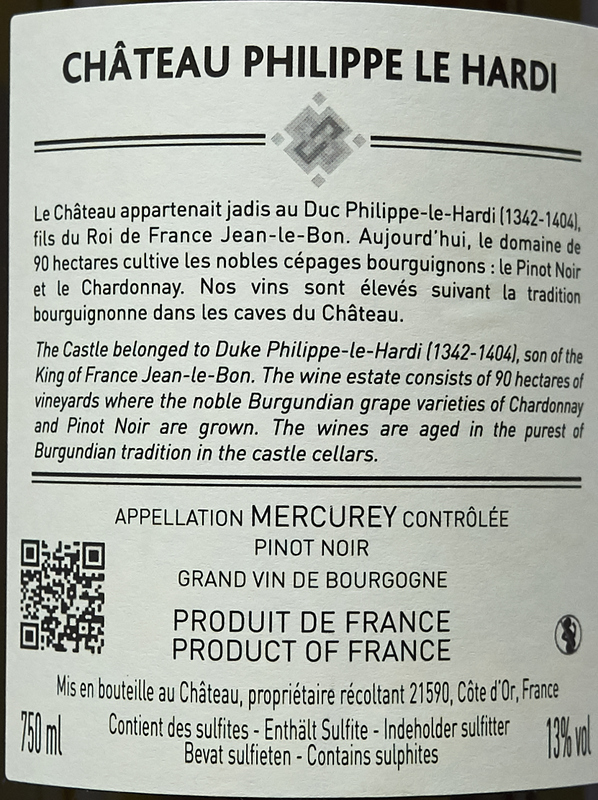 CHÂTEAU PHILIPPE LE HARDI
Le Château appartenait jadis au Duc Philippe-le-Hardi (1342-1404),
fils du Roi de France Jean-le-Bon. Aujourd'hui, le domaine de
90 hectares cultive les nobles cépages bourguignons : le Pinot Noir
et le Chardonnay. Nos vins sont élevés suivant la tradition
bourguignonne dans les caves du Château.
The Castle belonged to Duke Philippe-le-Hardi (1342-1404), son of the
King of France Jean-le-Bon. The wine estate consists of 90 hectares of
vineyards where the noble Burgundian grape varieties of Chardonnay
and Pinot Noir are grown. The wines are aged in the purest of
Burgundian tradition in the castle cellars.
APPELLATION MERCUREY CONTRÔLÉE
PINOT NOIR
GRAND VIN DE BOURGOGNE
PRODUIT DE FRANCE
PRODUCT OF FRANCE
Mis en bouteille au Château, propriétaire récoltant 21590, Côte d'Or, France
750 ml
Contient des sulfites - Enthält Sulfite - Indeholder sulfitter
Bevat sulfieten - Contains sulphites
13% vol